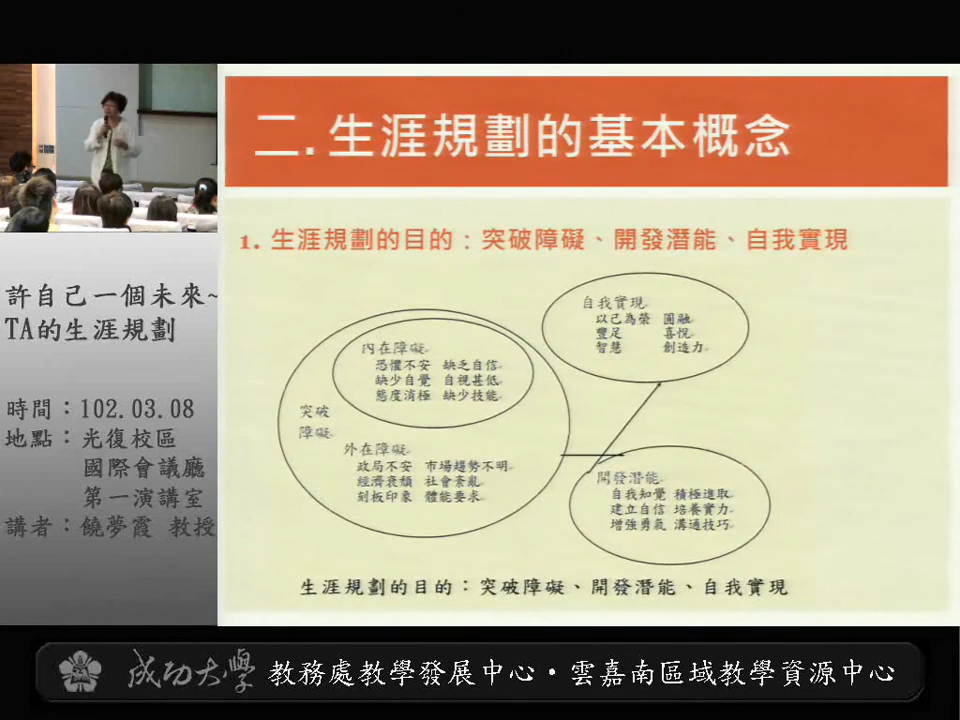 二. 生涯規劃的基本概念
1. 生涯規劃的目的：突破障礙、開發潛能、自我實現
自我實現
以己為榮 圓融
豐足 喜悅
智慧 創造力
內在障礙
恐懼不安 缺乏自信
缺少自覺 自視甚低
態度消極 缺少技能
突破
障礙
外在障礙
政局不安 市場趨勢不明
經濟衰頹 社會紊亂
刻板印象 體能要求
開發潛能
自我知覺 積極進取
建立自信 培養實力
增強勇氣 溝通技巧
生涯規劃的目的：突破障礙、開發潛能、自我實現
許自己一個未來~
TA的生涯規劃
時間：102.03.08
地點：光復校區
國際會議廳
第一演講室
講者：饒夢霞 教授
成功大學 教務處教學發展中心・雲嘉南區域教學資源中心